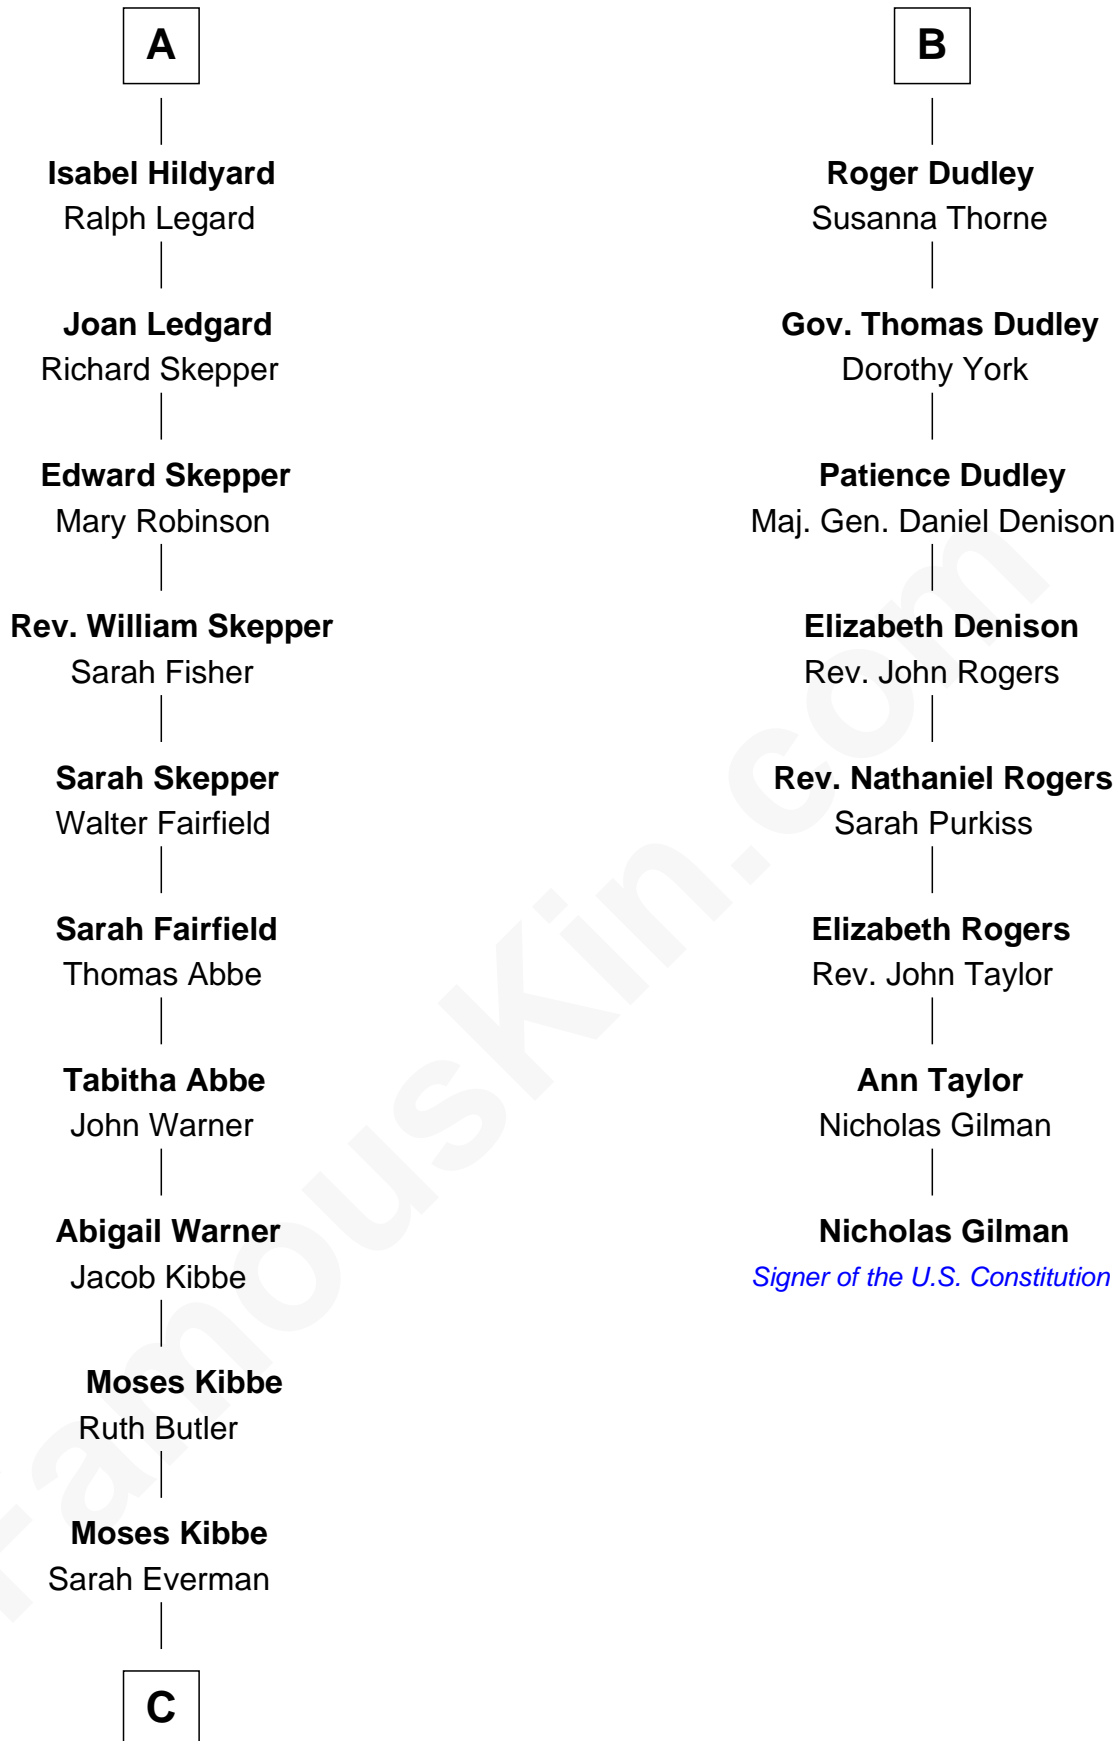 A
Isabel Hildyard
Ralph Legard
Joan Ledgard
Richard Skepper
Edward Skepper
Mary Robinson
Rev. William Skepper
Sarah Fisher
Sarah Skepper
Walter Fairfield
Sarah Fairfield
Thomas Abbe
Tabitha Abbe
John Warner
Abigail Warner
Jacob Kibbe
Moses Kibbe
Ruth Butler
Moses Kibbe
Sarah Everman
C
B
Roger Dudley
Susanna Thorne
Gov. Thomas Dudley
Dorothy York
Patience Dudley
Maj. Gen. Daniel Denison
Elizabeth Denison
Rev. John Rogers
Rev. Nathaniel Rogers
Sarah Purkiss
Elizabeth Rogers
Rev. John Taylor
Ann Taylor
Nicholas Gilman
Nicholas Gilman
Signer of the U.S. Constitution
FamousKin.com